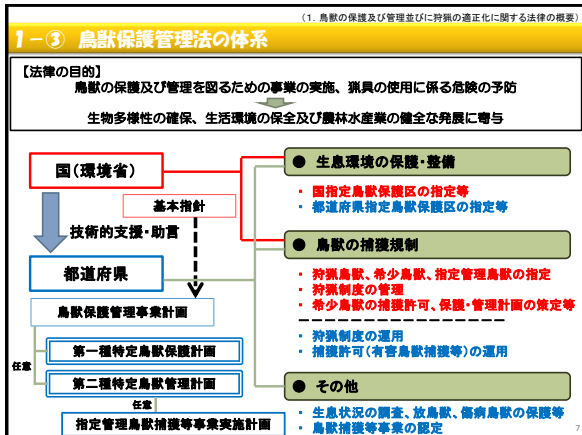 （1．鳥獣の保護及び管理並びに狩猟の適正化に関する法律の概要）
１－③ 鳥獣保護管理法の体系
【法律の目的】
鳥獣の保護及び管理を図るための事業の実施、猟具の使用に係る危険の予防
生物多様性の確保、生活環境の保全及び農林水産業の健全な発展に寄与
国（環境省）
基本指針
技術的支援・助言
都道府県
鳥獣保護管理事業計画
任意
第一種特定鳥獣保護計画
第二種特定鳥獣管理計画
任意
指定管理鳥獣捕獲等事業実施計画
● 生息環境の保護・整備
・ 国指定鳥獣保護区の指定等
・ 都道府県指定鳥獣保護区の指定等
● 鳥獣の捕獲規制
・ 狩猟鳥獣、希少鳥獣、指定管理鳥獣の指定
・ 狩猟制度の管理
・ 希少鳥獣の捕獲許可、保護・管理計画の策定等
・ 狩猟制度の運用
・ 捕獲許可（有害鳥獣捕獲等）の運用
● その他
・ 生息状況の調査、放鳥獣、傷病鳥獣の保護等
・ 鳥獣捕獲等事業の認定
7